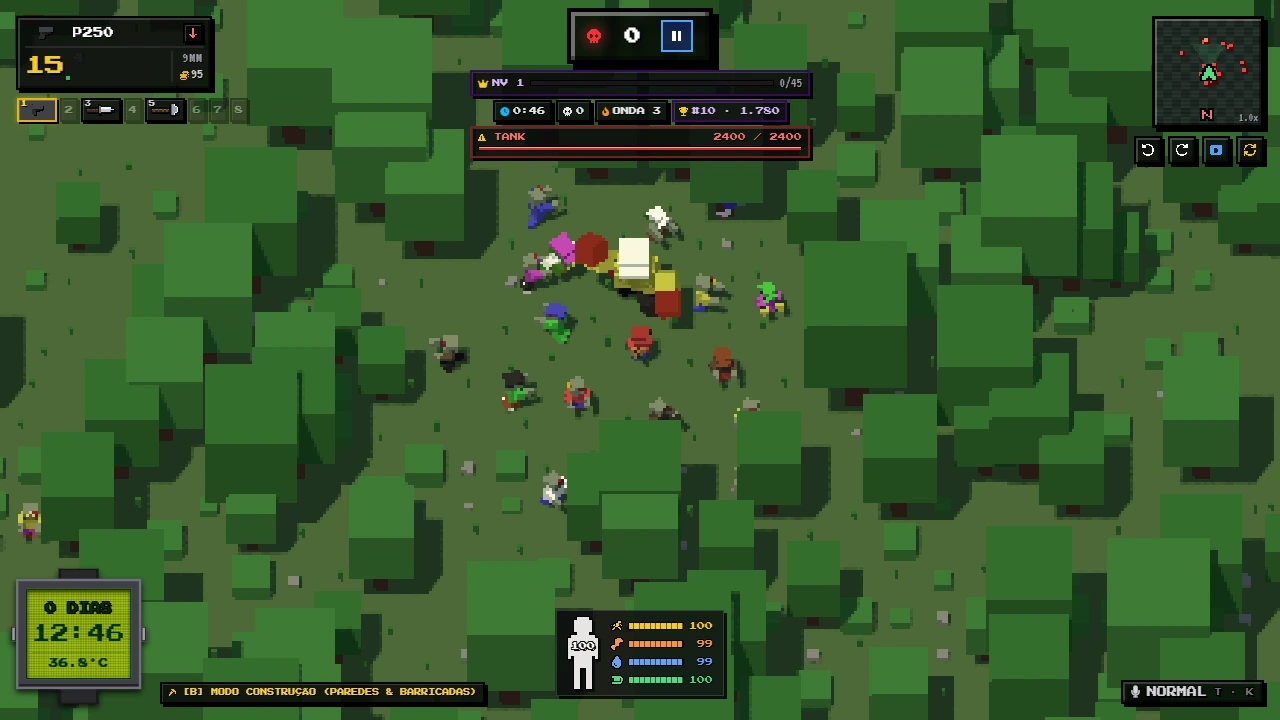 P250
15
9MM
95
1 2 3 4 5 6 7 8
0
NV 1 0/45
0:46 0 ONDA 3 #10 · 1.780
TANK 2400 / 2400
N 1.0x
0 DIAS
12:46
36.8°C
[B] MODO CONSTRUÇÃO (PAREDES & BARRICADAS)
100
100
99
99
100
NORMAL T · K